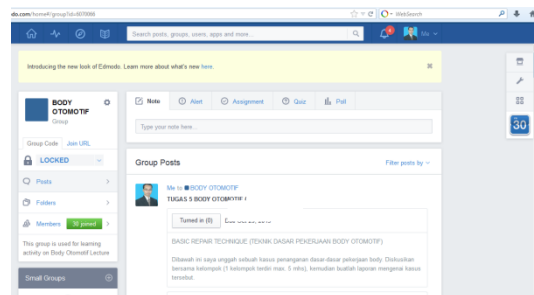 do.com/home#/group?id=6070066
WebSearch
Search posts, groups, users, apps and more...
Me
Introducing the new look of Edmodo. Learn more about what's new here.
BODY OTOMOTIF
Group
Group Code Join URL
LOCKED
Posts
Folders
Members 36 joined
This group is used for learning
activity on Body Otomotif Lecture
Small Groups
Note Alert Assignment Quiz Poll
Type your note here...
Group Posts Filter posts by
Me to BODY OTOMOTIF
TUGAS 5 BODY OTOMOTIF
Turned in (0)
BASIC REPAIR TECHNIQUE (TEKNIK DASAR PEKERJAAN BODY OTOMOTIF)
Dibawah ini saya unggah sebuah kasus penanganan dasar-dasar pekerjaan body. Diskusikan
bersama kelompok (1 kelompok terdiri max. 5 mhs), kemudian buatlah laporan mengenai kasus
tersebut.
30